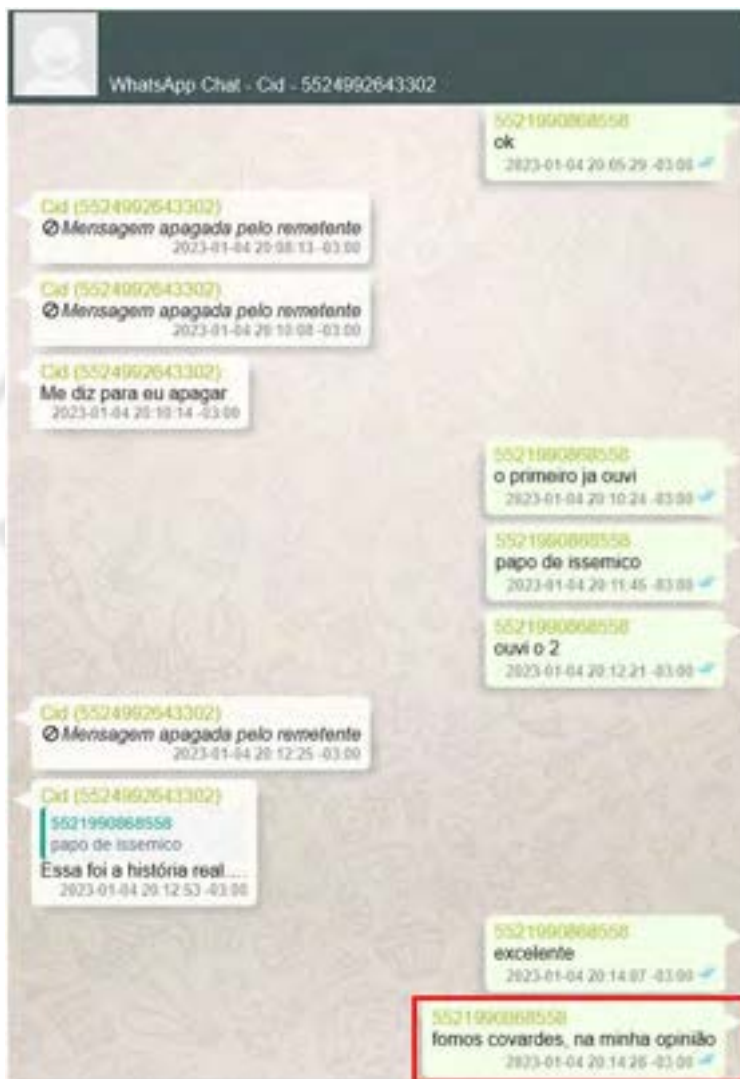 WhatsApp Chat - Cid - 5524992643302
5521990868558
ok
2023-01-04 20:05:29 -03:00
Cid (5524992643302)
Mensagem apagada pelo remetente
2023-01-04 20:08:13 -03:00
Cid (5524992643302)
Mensagem apagada pelo remetente
2023-01-04 20:10:08 -03:00
Cid (5524992643302)
Me diz para eu apagar
2023-01-04 20:10:14 -03:00
5521990868558
o primeiro ja ouvi
2023-01-04 20:10:24 -03:00
5521990868558
papo de issemico
2023-01-04 20:11:45 -03:00
5521990868558
ouvi o 2
2023-01-04 20:12:21 -03:00
Cid (5524992643302)
Mensagem apagada pelo remetente
2023-01-04 20:12:25 -03:00
Cid (5524992643302)
5521990868558
papo de issemico
Essa foi a história real....
2023-01-04 20:12:53 -03:00
5521990868558
excelente
2023-01-04 20:14:07 -03:00
5521990868558
fomos covardes, na minha opinião
2023-01-04 20:14:26 -03:00